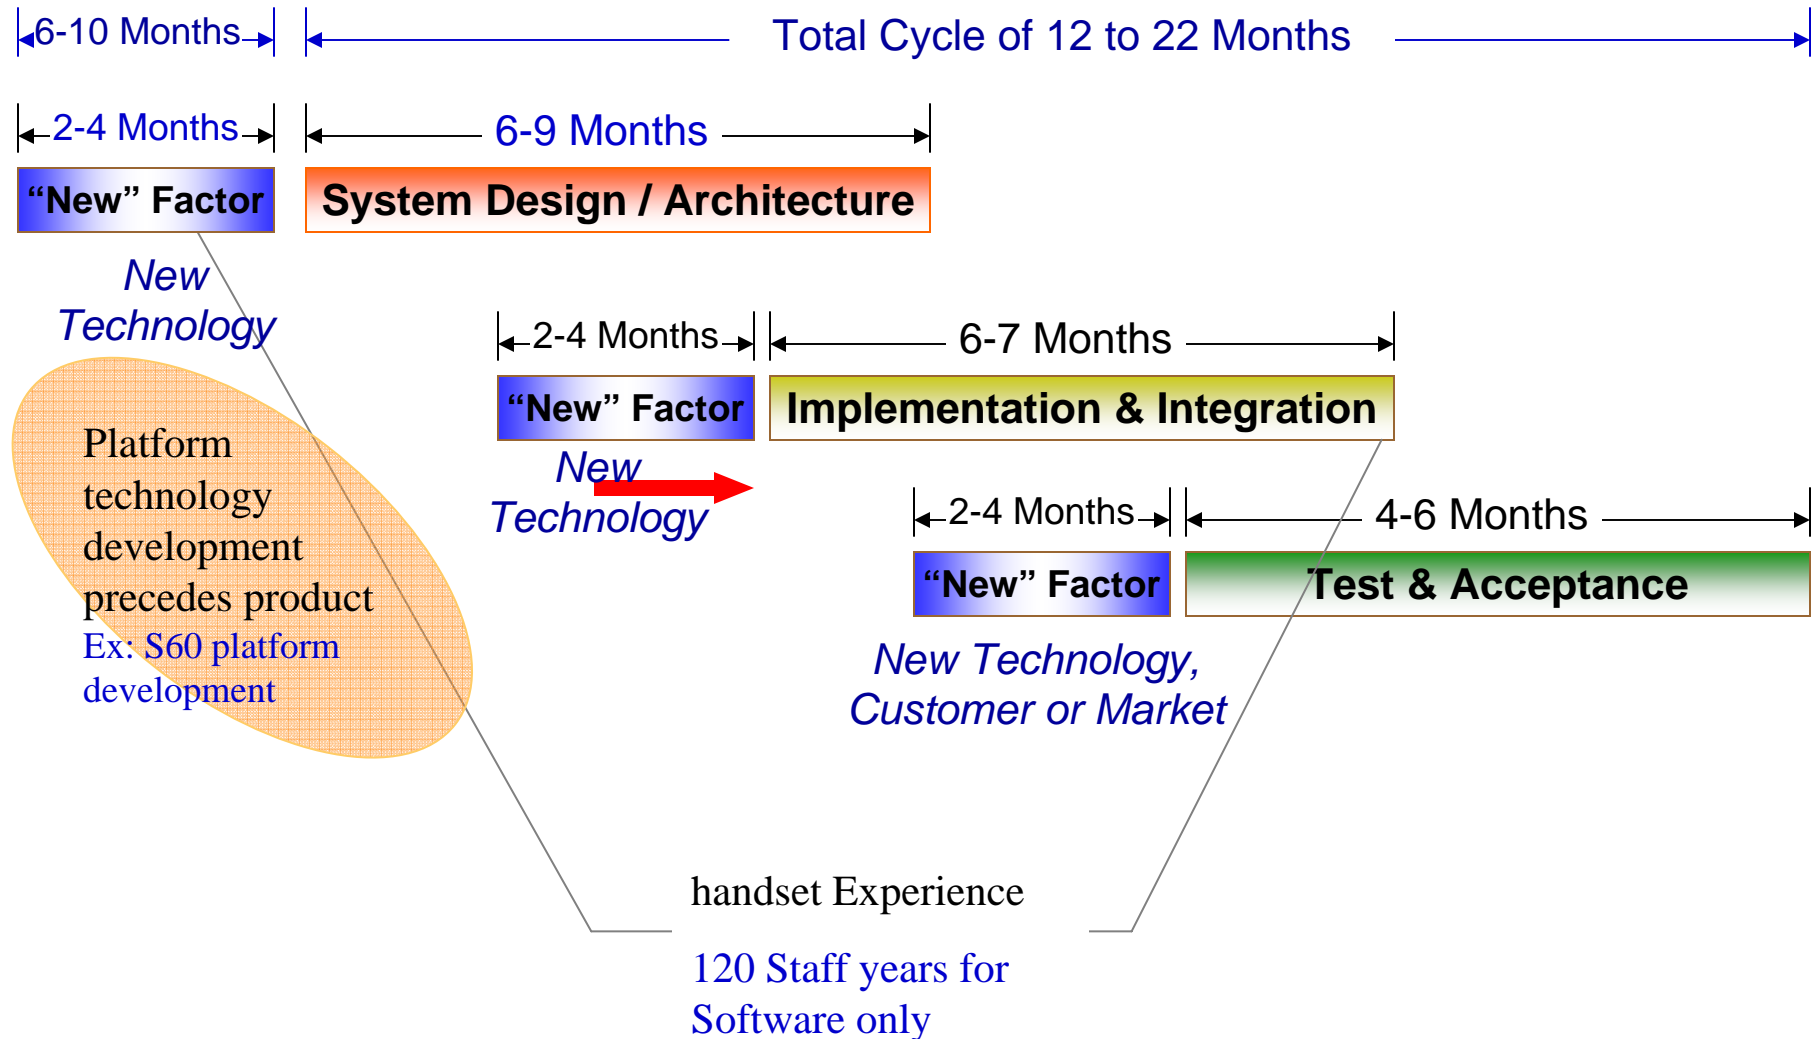 6-10 Months
Total Cycle of 12 to 22 Months
2-4 Months
6-9 Months
“New” Factor
System Design / Architecture
New
Technology
2-4 Months
6-7 Months
“New” Factor
Implementation & Integration
New
Technology
Platform
technology
development
precedes product
Ex: S60 platform
development
2-4 Months
4-6 Months
“New” Factor
Test & Acceptance
New Technology,
Customer or Market
handset Experience
120 Staff years for
Software only